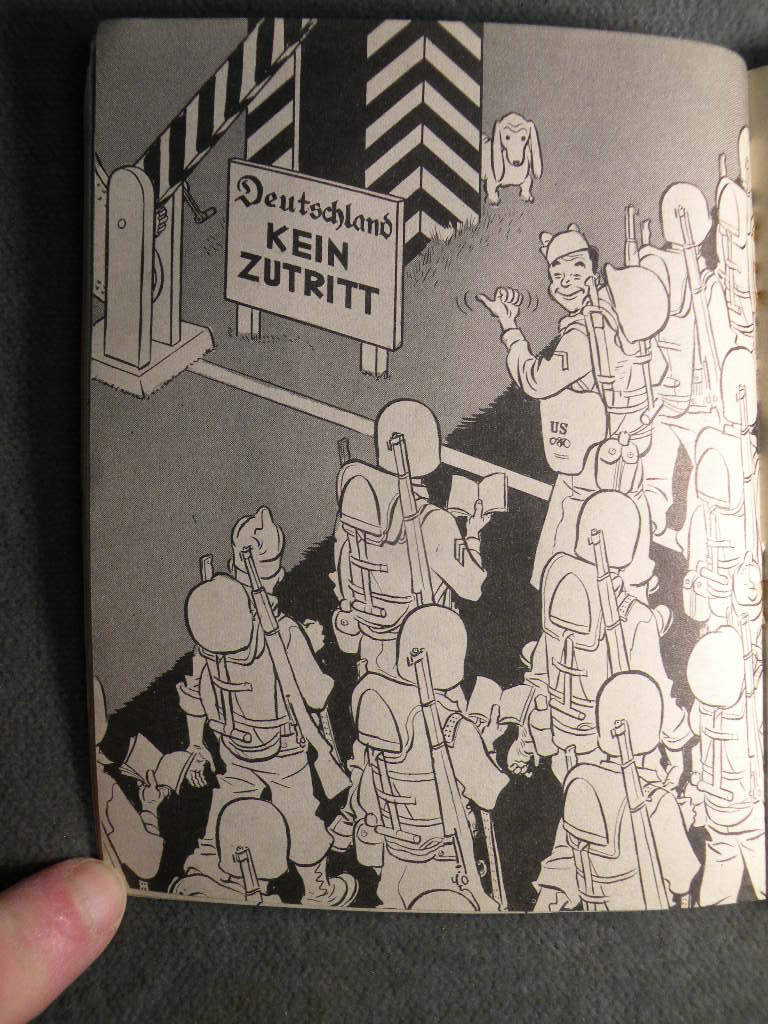 Deutschland
KEIN
ZUTRITT
US